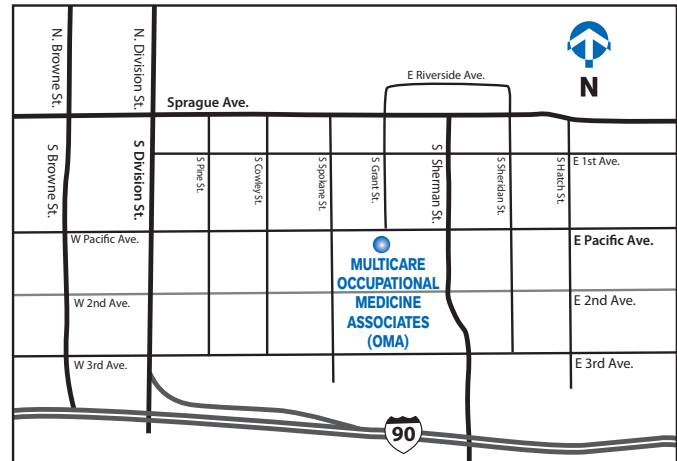 N. Browne St.
N. Division St.
E Riverside Ave.
N
Sprague Ave.
S Browne St.
S Division St.
S Pine St.
S Cowley St.
S Spokane St.
S Grant St.
S Sherman St.
S Sheridan St.
S Hatch St.
E 1st Ave.
W Pacific Ave.
E Pacific Ave.
MULTICARE
OCCUPATIONAL
MEDICINE
ASSOCIATES
(OMA)
W 2nd Ave.
E 2nd Ave.
W 3rd Ave.
E 3rd Ave.
90